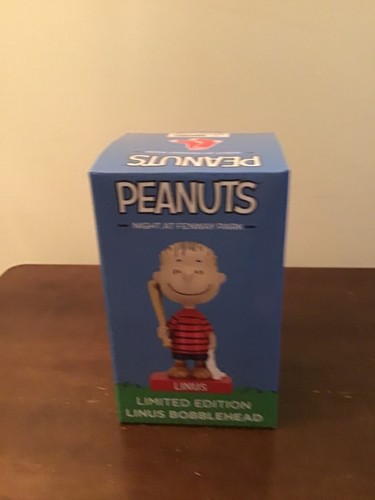 PEANUTS
PEANUTS
NIGHT AT FENWAY PARK
LINUS
LIMITED EDITION
LINUS BOBBLEHEAD